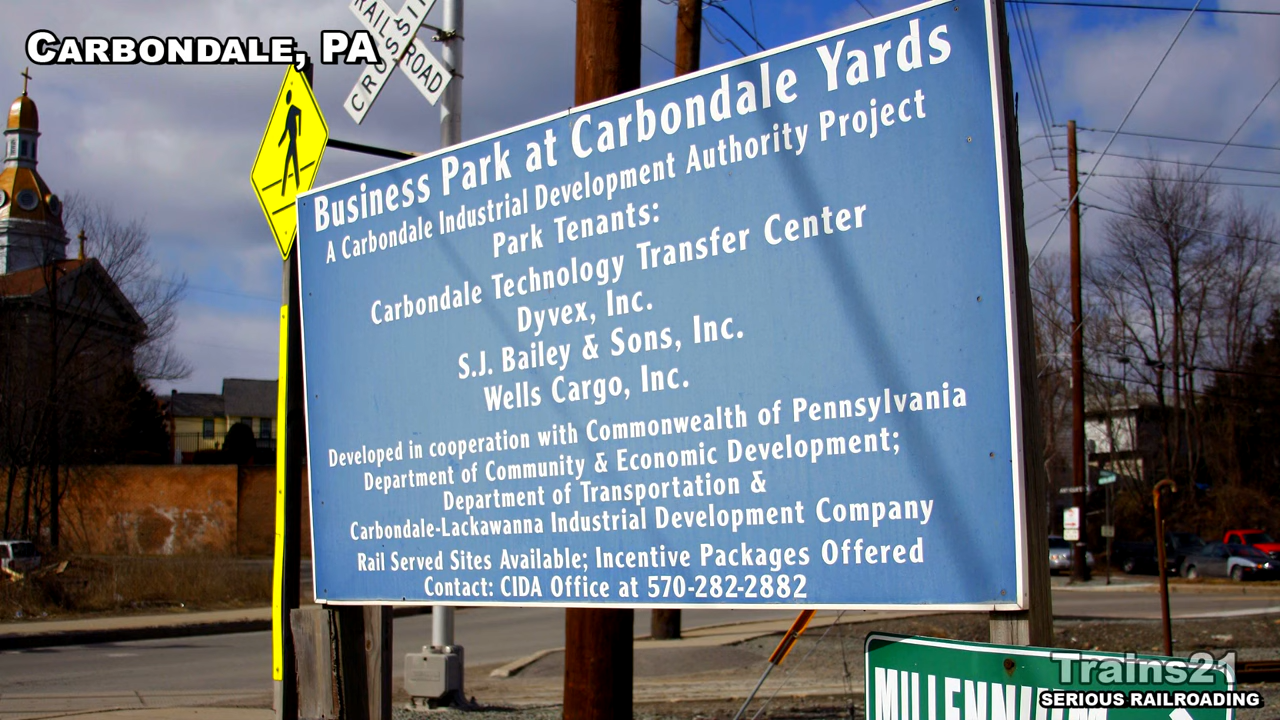 CARBONDALE, PA
RAILROAD
CROSSING
Business Park at Carbondale Yards
A Carbondale Industrial Development Authority Project
Park Tenants:
Carbondale Technology Transfer Center
Dyvex, Inc.
S.J. Bailey & Sons, Inc.
Wells Cargo, Inc.
Developed in cooperation with Commonwealth of Pennsylvania
Department of Community & Economic Development;
Department of Transportation &
Carbondale-Lackawanna Industrial Development Company
Rail Served Sites Available; Incentive Packages Offered
Contact: CIDA Office at 570-282-2882
MILLENNIUM
Trains21
SERIOUS RAILROADING